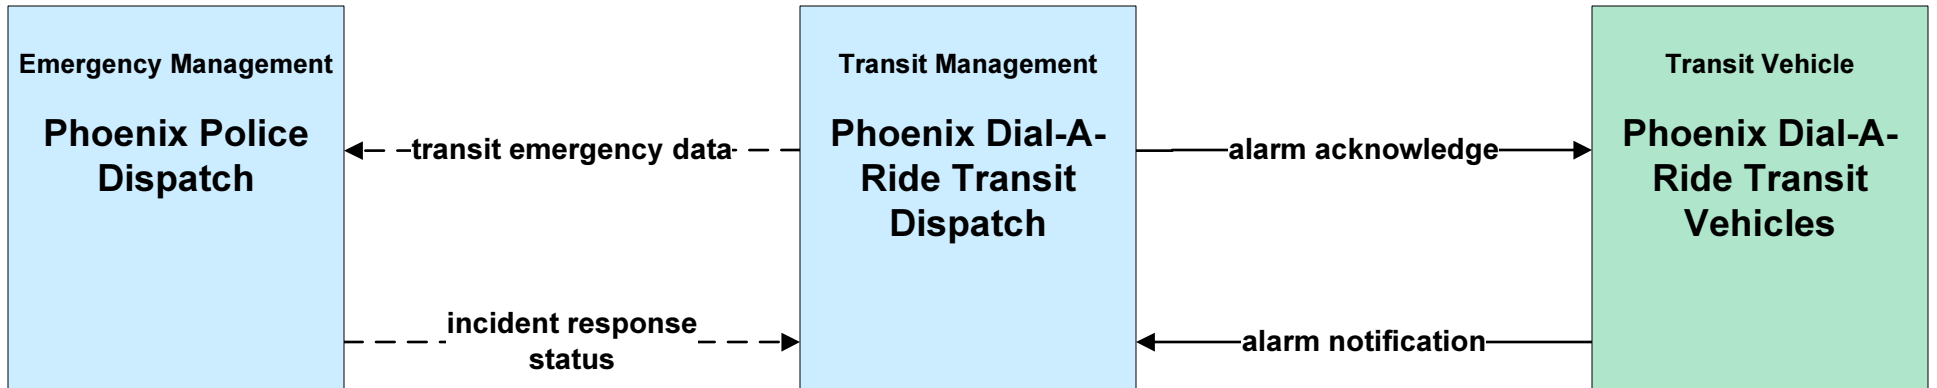 Emergency Management
Phoenix Police
Dispatch
transit emergency data
incident response
status
Transit Management
Phoenix Dial-A-
Ride Transit
Dispatch
alarm acknowledge
alarm notification
Transit Vehicle
Phoenix Dial-A-
Ride Transit
Vehicles